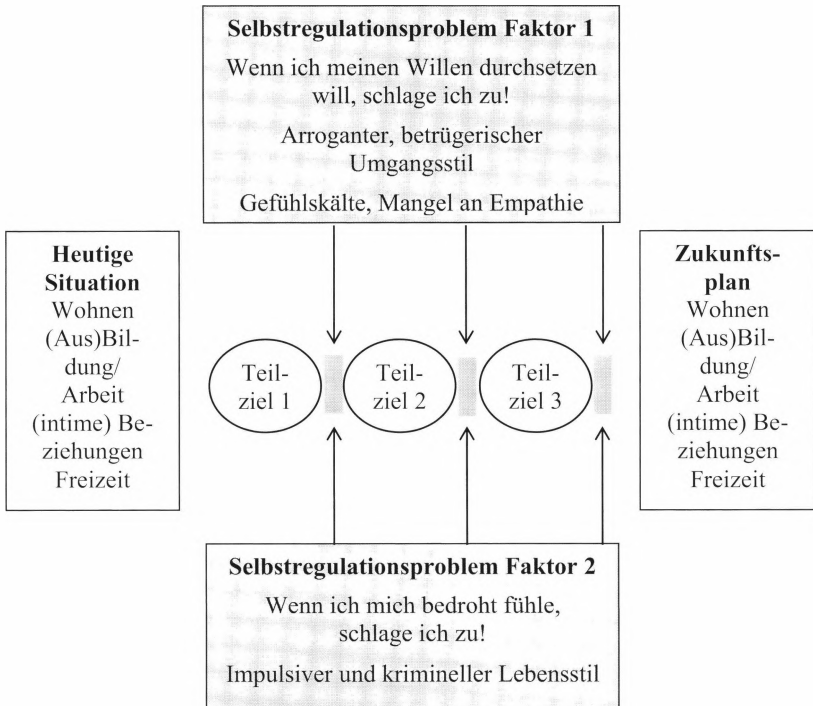 Selbstregulationsproblem Faktor 1
Wenn ich meinen Willen durchsetzen
will, schlage ich zu!
Arroganter, betrügerischer
Umgangsstil
Gefühlskälte, Mangel an Empathie
Heutige
Situation
Wohnen
(Aus)Bil-
dung/
Arbeit
(intime) Be-
ziehungen
Freizeit
Teil-
ziel 1
Teil-
ziel 2
Teil-
ziel 3
Zukunfts-
plan
Wohnen
(Aus)Bil-
dung/
Arbeit
(intime) Be-
ziehungen
Freizeit
Selbstregulationsproblem Faktor 2
Wenn ich mich bedroht fühle,
schlage ich zu!
Impulsiver und krimineller Lebensstil